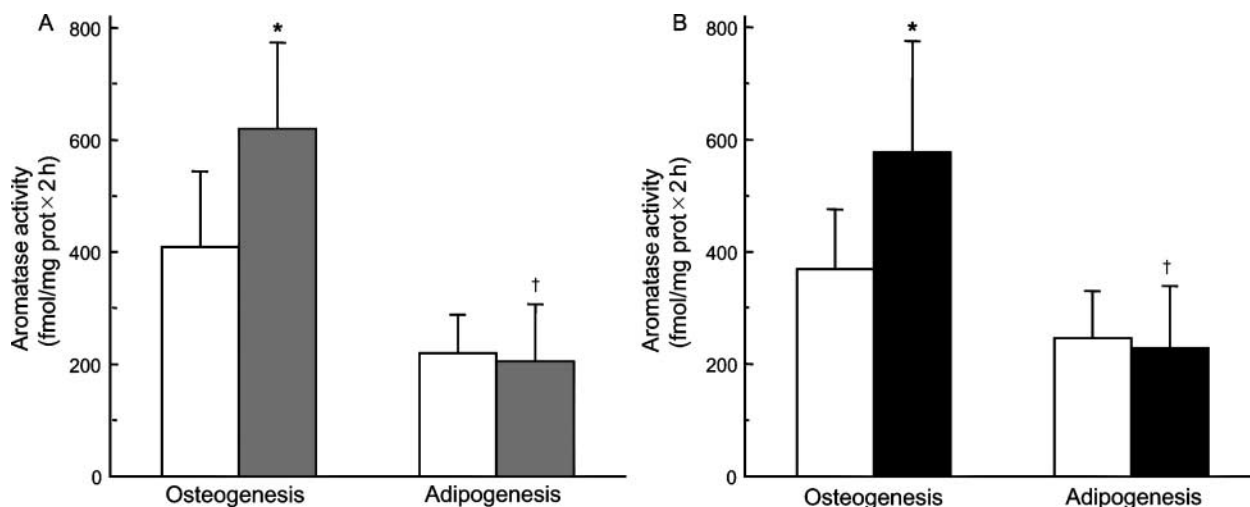 A
Aromatase activity
(fmol/mg prot × 2 h)
800
600
400
200
0
*
†
Osteogenesis
Adipogenesis
B
Aromatase activity
(fmol/mg prot × 2 h)
800
600
400
200
0
*
†
Osteogenesis
Adipogenesis